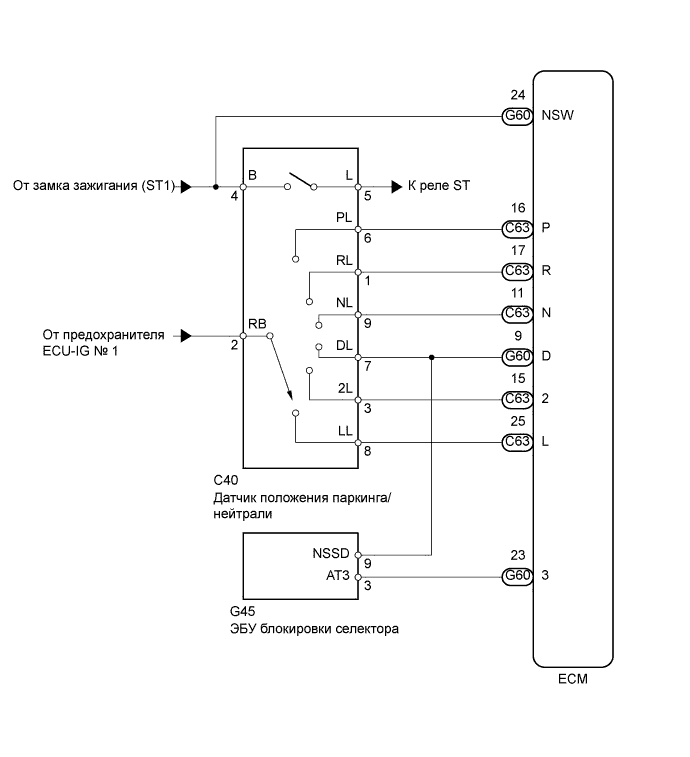 24
G60 NSW
От замка зажигания (ST1)
B L
4 5
К реле ST
PL
6
16
C63 P
RL
1
17
C63 R
NL
9
11
C63 N
От предохранителя
ECU-IG № 1
RB
2
DL
7
9
G60 D
2L
3
15
C63 2
LL
8
25
C63 L
C40
Датчик положения паркинга/
нейтрали
NSSD
9
AT3
3
23
G60 3
G45
ЭБУ блокировки селектора
ECM